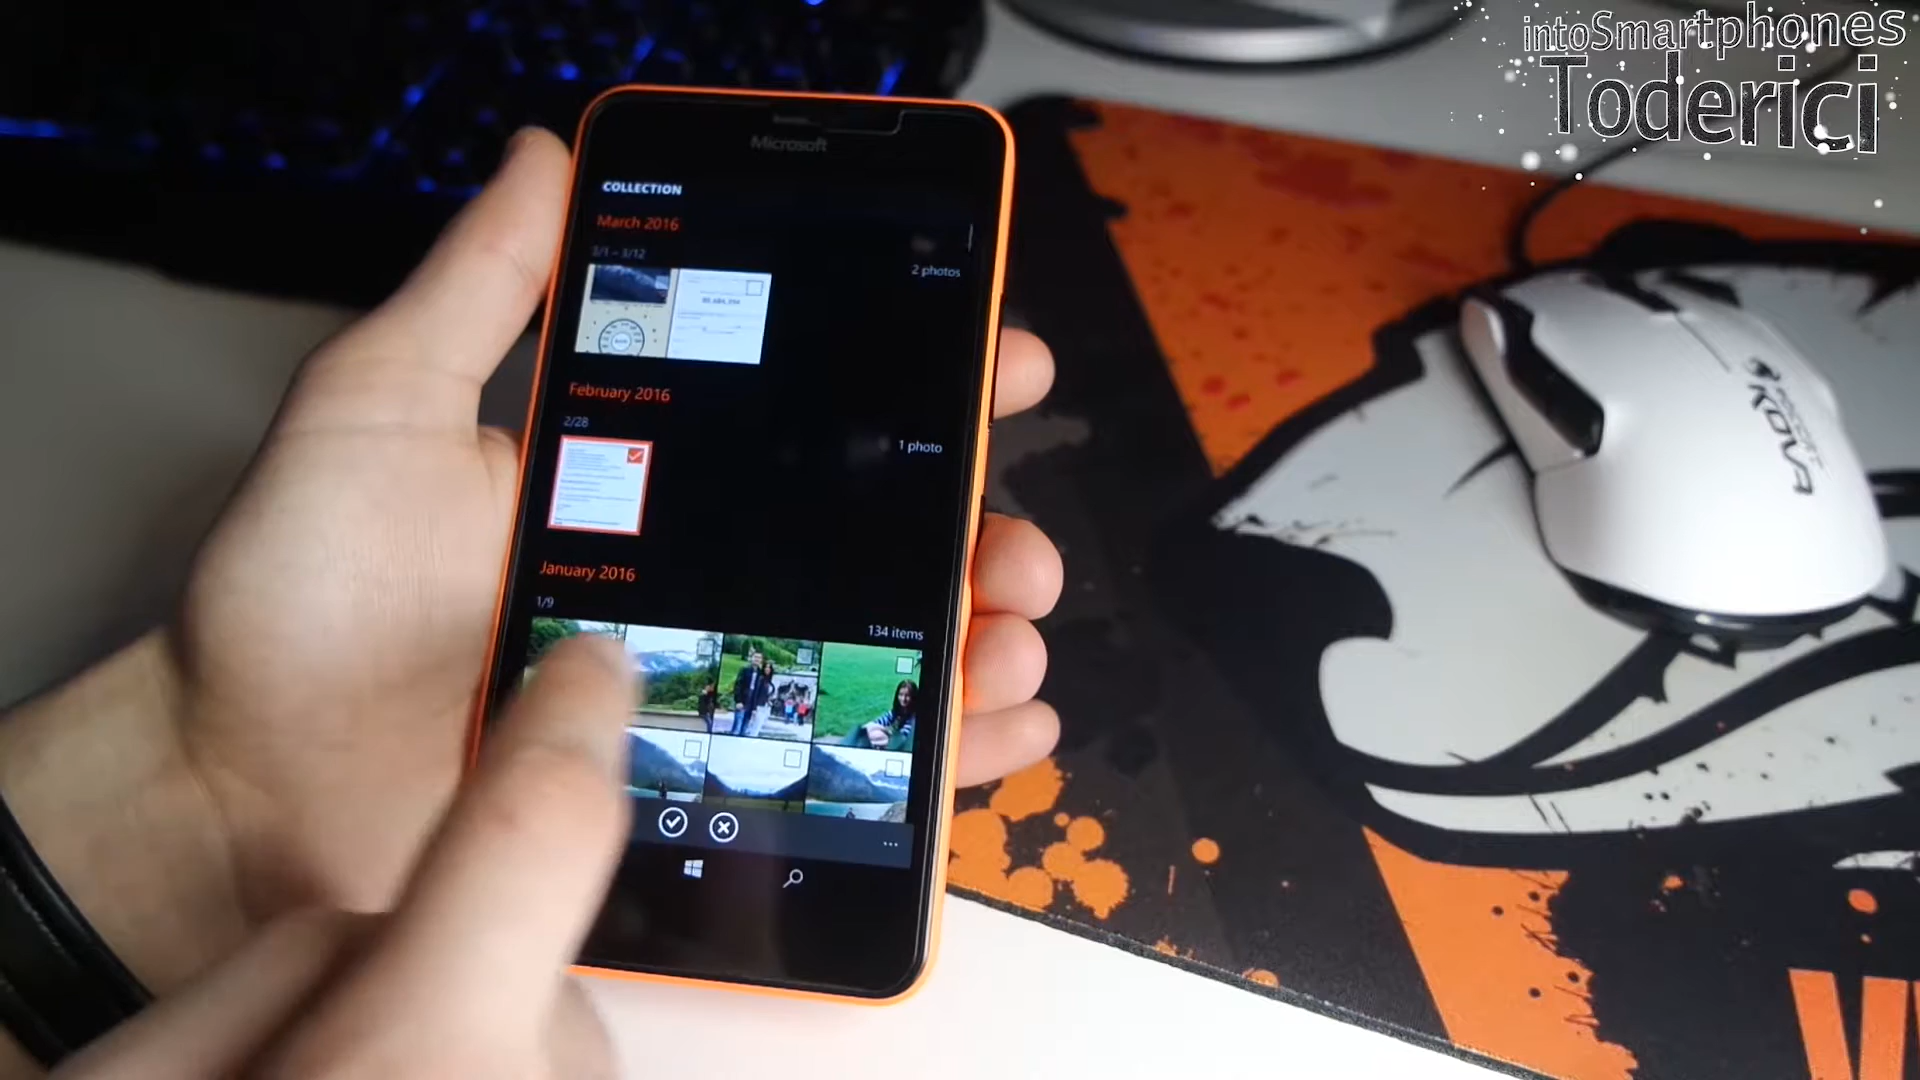 intoSmartphones
Toderici
Microsoft
COLLECTION
March 2016
3/1 – 3/12
2 photos
February 2016
2/28
1 photo
January 2016
1/9
134 items
...
KOVA